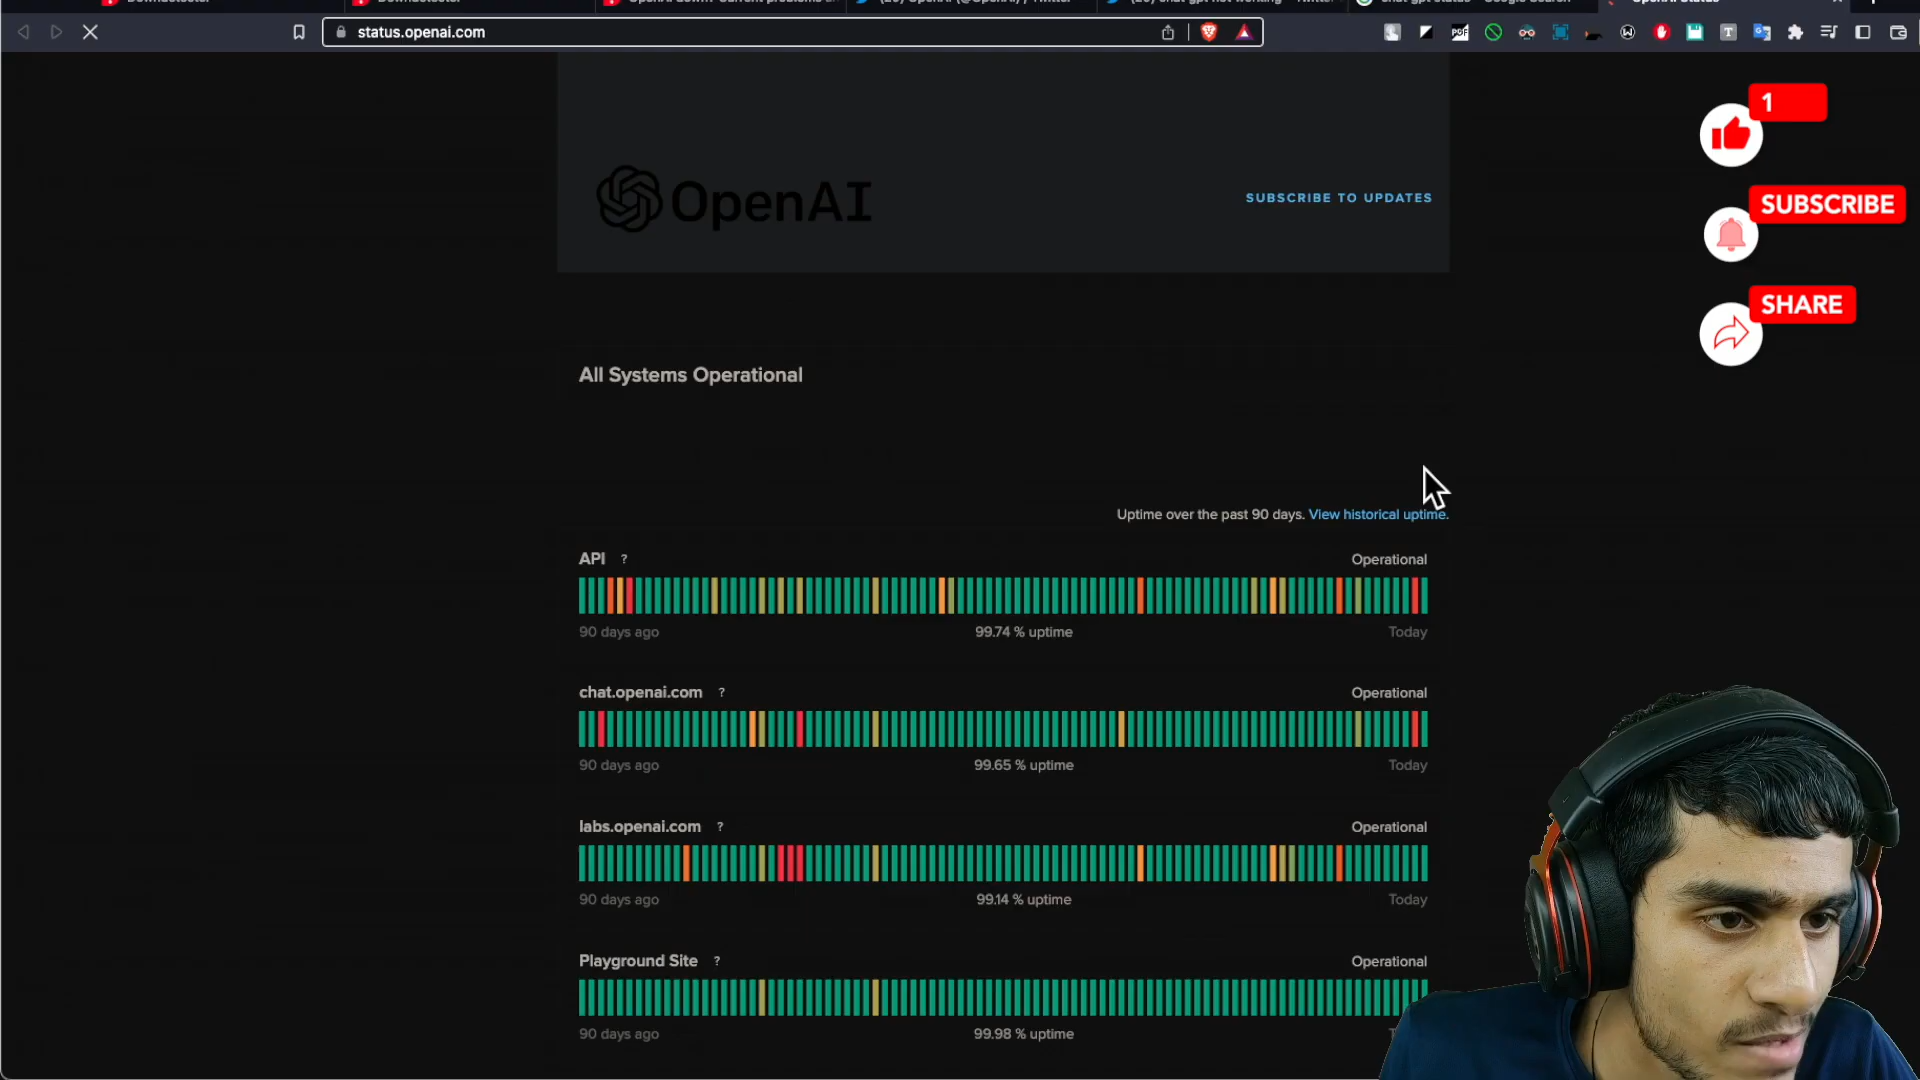 status.openai.com
1
OpenAI
SUBSCRIBE TO UPDATES
SUBSCRIBE
SHARE
All Systems Operational
Uptime over the past 90 days. View historical uptime.
API ? Operational
90 days ago 99.74 % uptime Today
chat.openai.com ? Operational
90 days ago 99.65 % uptime Today
labs.openai.com ? Operational
90 days ago 99.14 % uptime Today
Playground Site ? Operational
90 days ago 99.98 % uptime